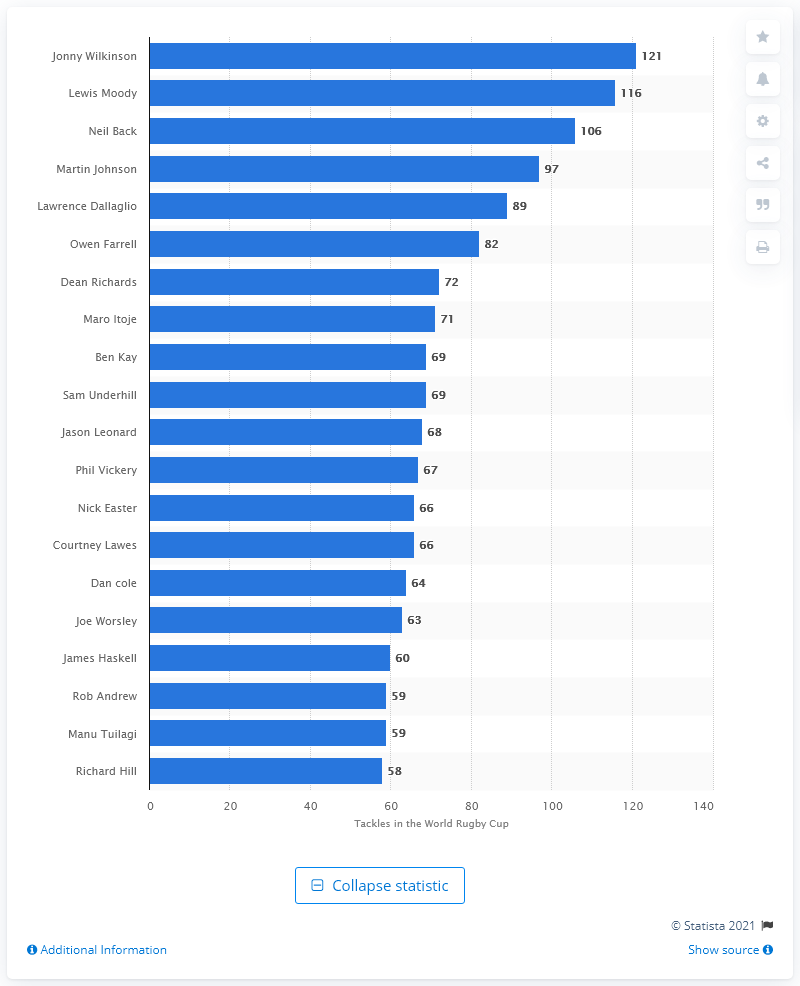 Jonny Wilkinson 121
Lewis Moody 116
Neil Back 106
Martin Johnson 97
Lawrence Dallaglio 89
Owen Farrell 82
Dean Richards 72
Maro Itoje 71
Ben Kay 69
Sam Underhill 69
Jason Leonard 68
Phil Vickery 67
Nick Easter 66
Courtney Lawes 66
Dan cole 64
Joe Worsley 63
James Haskell 60
Rob Andrew 59
Manu Tuilagi 59
Richard Hill 58
0 20 40 60 80 100 120 140
Tackles in the World Rugby Cup
Collapse statistic
© Statista 2021
Additional Information
Show source